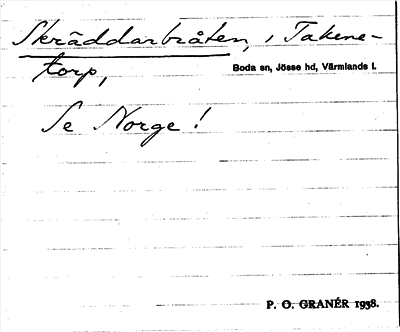 Skräddarbråten, i Takene-
torp,
Boda sn, Jösse hd, Värmlands l.
Se Norge!
P. O. GRANÉR 1938.